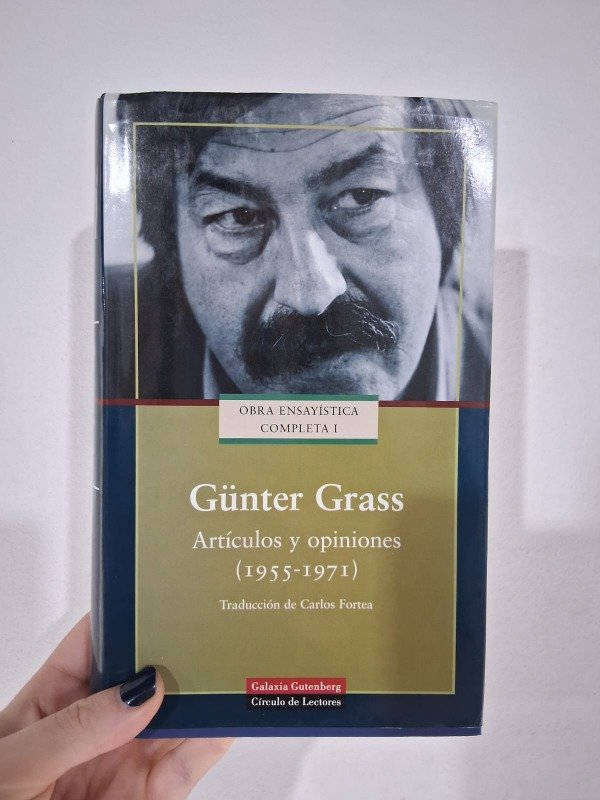 OBRA ENSAYÍSTICA
COMPLETA I
Günter Grass
Artículos y opiniones
(1955-1971)
Traducción de Carlos Fortea
Galaxia Gutenberg
Círculo de Lectores